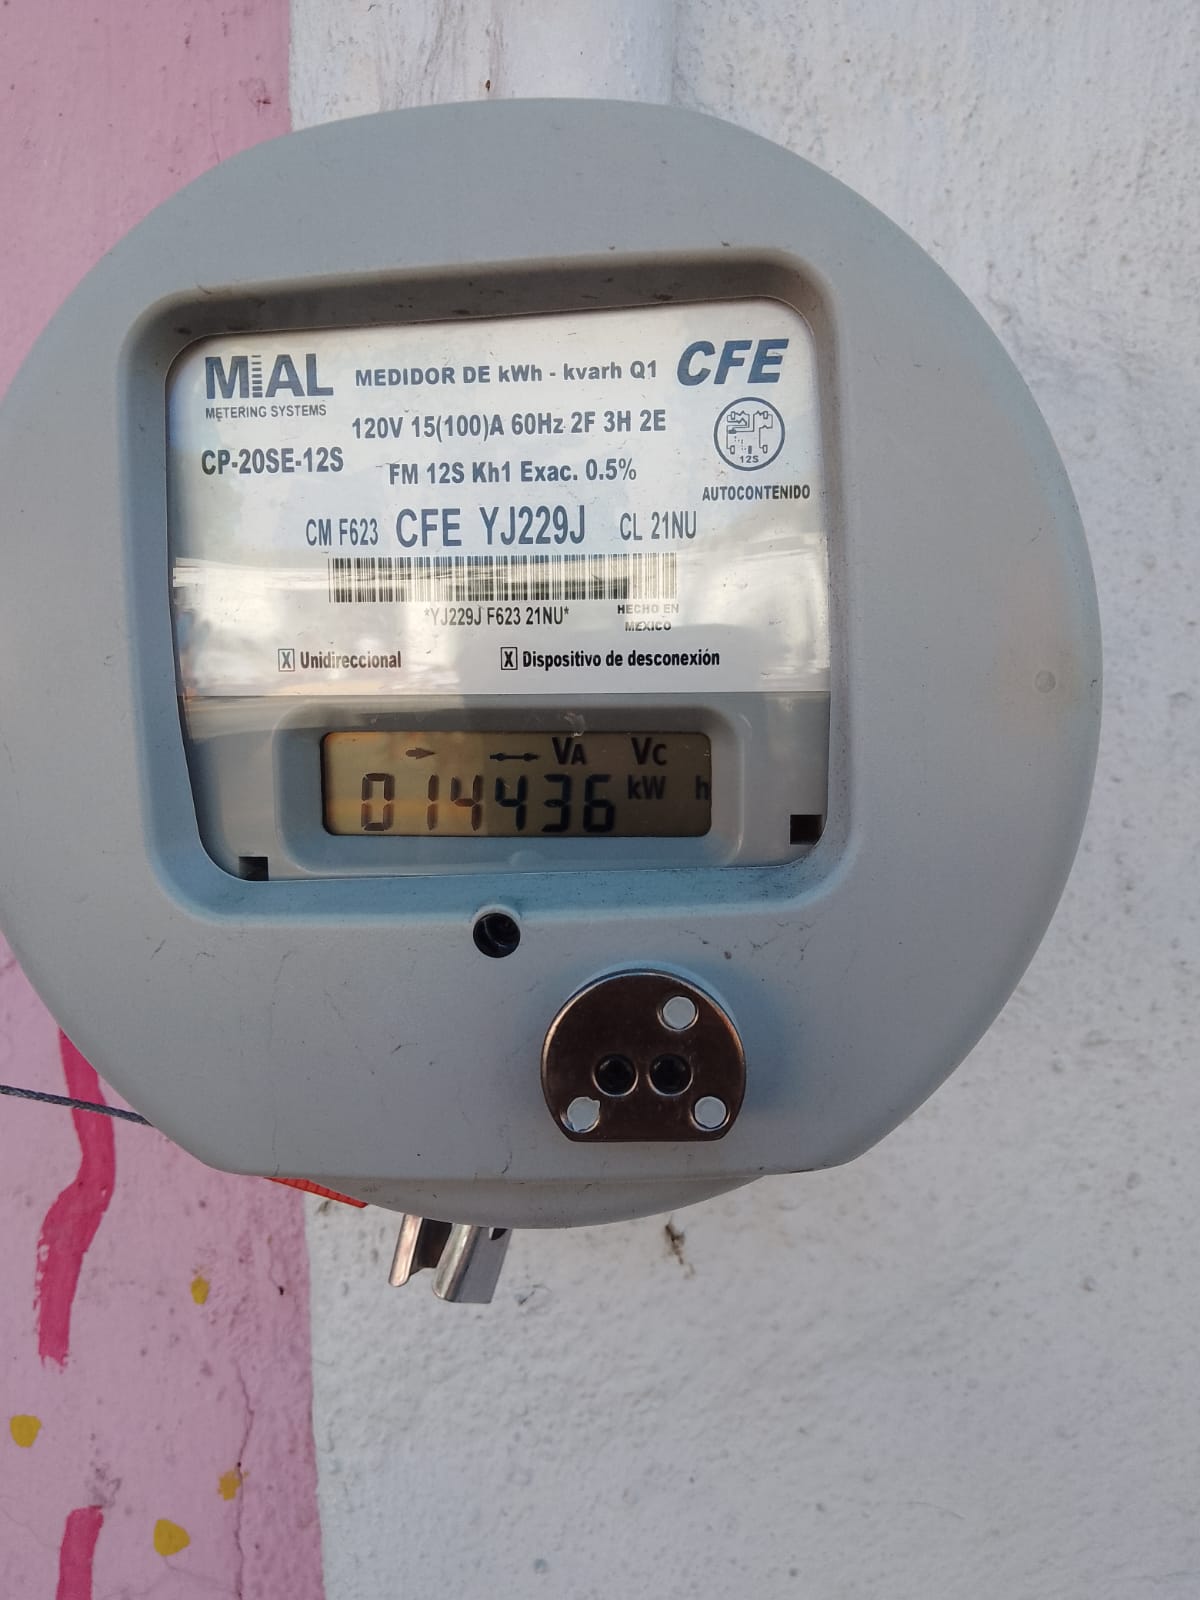 MIAL
METERING SYSTEMS
MEDIDOR DE kWh - kvarh Q1
CFE
120V 15(100)A 60Hz 2F 3H 2E
CP-20SE-12S
FM 12S Kh1 Exac. 0.5%
12S
AUTOCONTENIDO
CM F623 CFE YJ229J CL 21NU
*YJ229J F623 21NU*
HECHO EN
MEXICO
X Unidireccional
X Dispositivo de desconexión
VA VC
014436 kW h